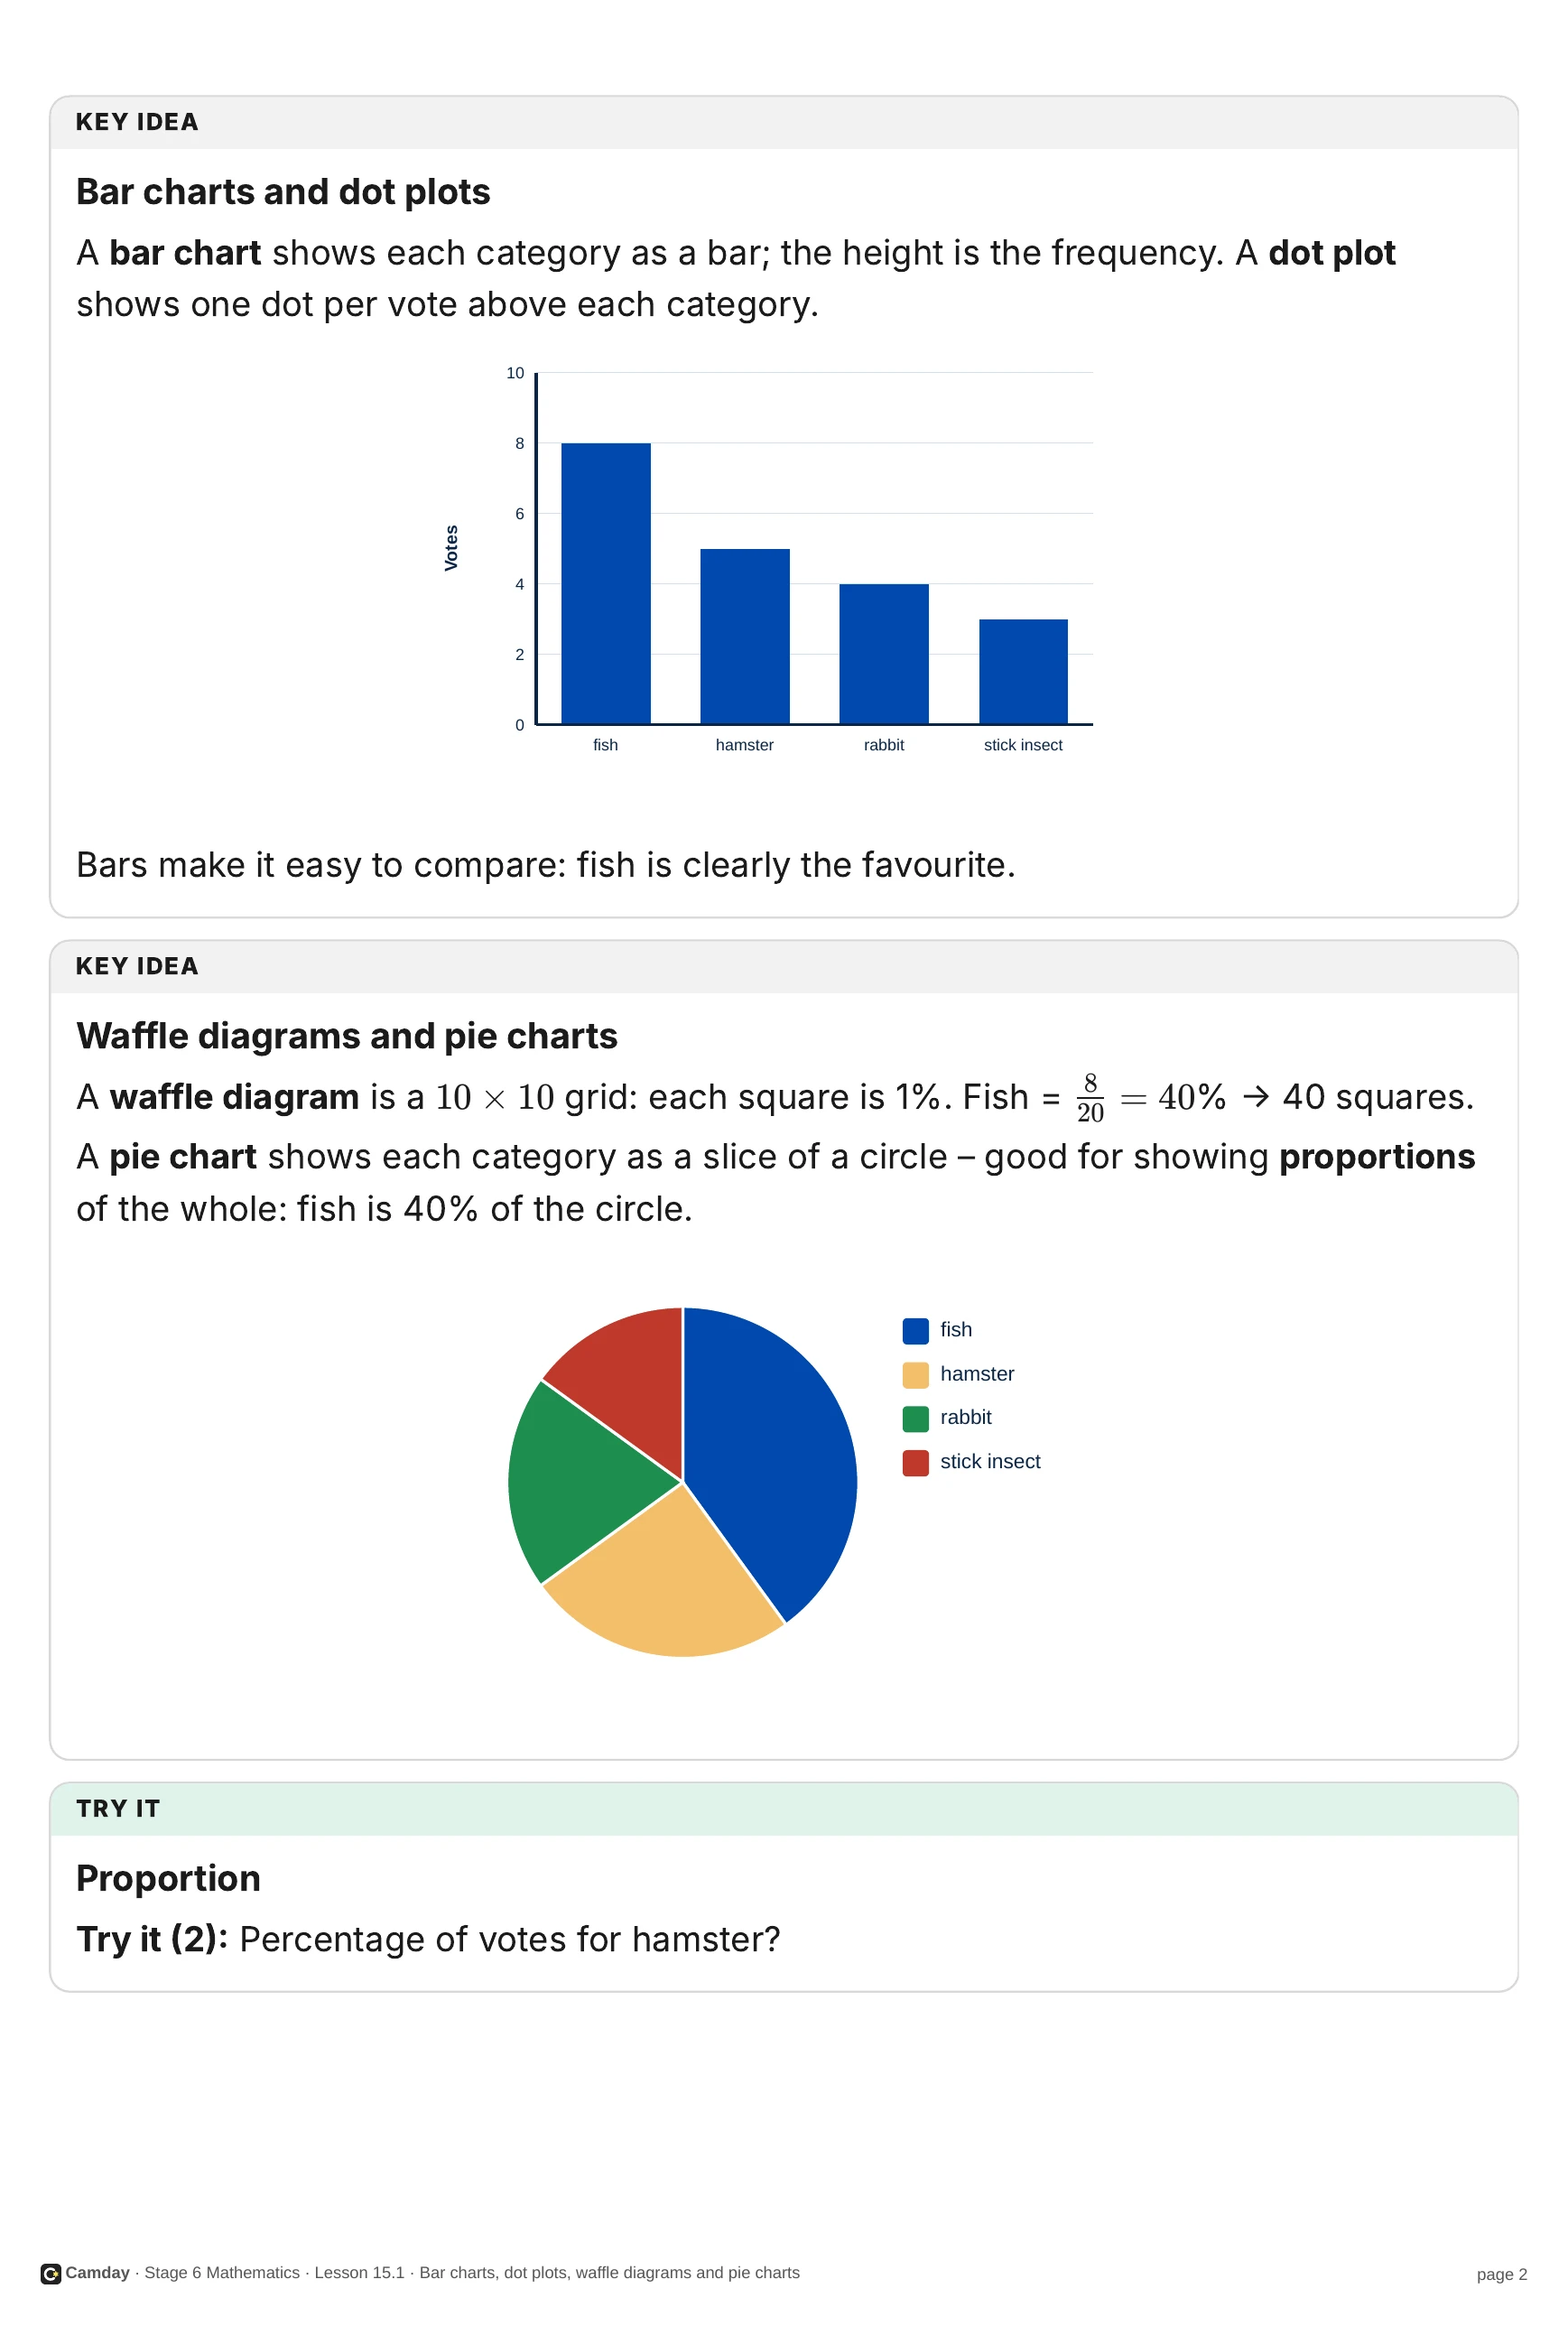 KEY IDEA
Bar charts and dot plots
A bar chart shows each category as a bar; the height is the frequency. A dot plot
shows one dot per vote above each category.
10
8
6
4
2
0
Votes
fish hamster rabbit stick insect
Bars make it easy to compare: fish is clearly the favourite.
KEY IDEA
Waffle diagrams and pie charts
A waffle diagram is a 10 × 10 grid: each square is 1%. Fish = 8/20 = 40% → 40 squares.
A pie chart shows each category as a slice of a circle – good for showing proportions
of the whole: fish is 40% of the circle.
fish
hamster
rabbit
stick insect
TRY IT
Proportion
Try it (2): Percentage of votes for hamster?
Camday · Stage 6 Mathematics · Lesson 15.1 · Bar charts, dot plots, waffle diagrams and pie charts
page 2